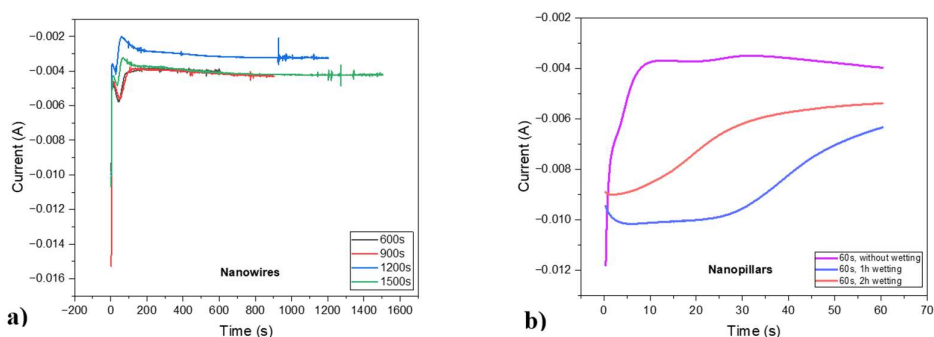 −0.002
−0.004
−0.006
−0.008
−0.010
−0.012
−0.014
−0.016
Current (A)
600s
900s
1200s
1500s
Nanowires
−200 0 200 400 600 800 1000 1200 1400 1600
Time (s)
a)
−0.002
−0.004
−0.006
−0.008
−0.010
−0.012
Current (A)
60s, without wetting
60s, 1h wetting
60s, 2h wetting
Nanopillars
0 10 20 30 40 50 60 70
Time (s)
b)